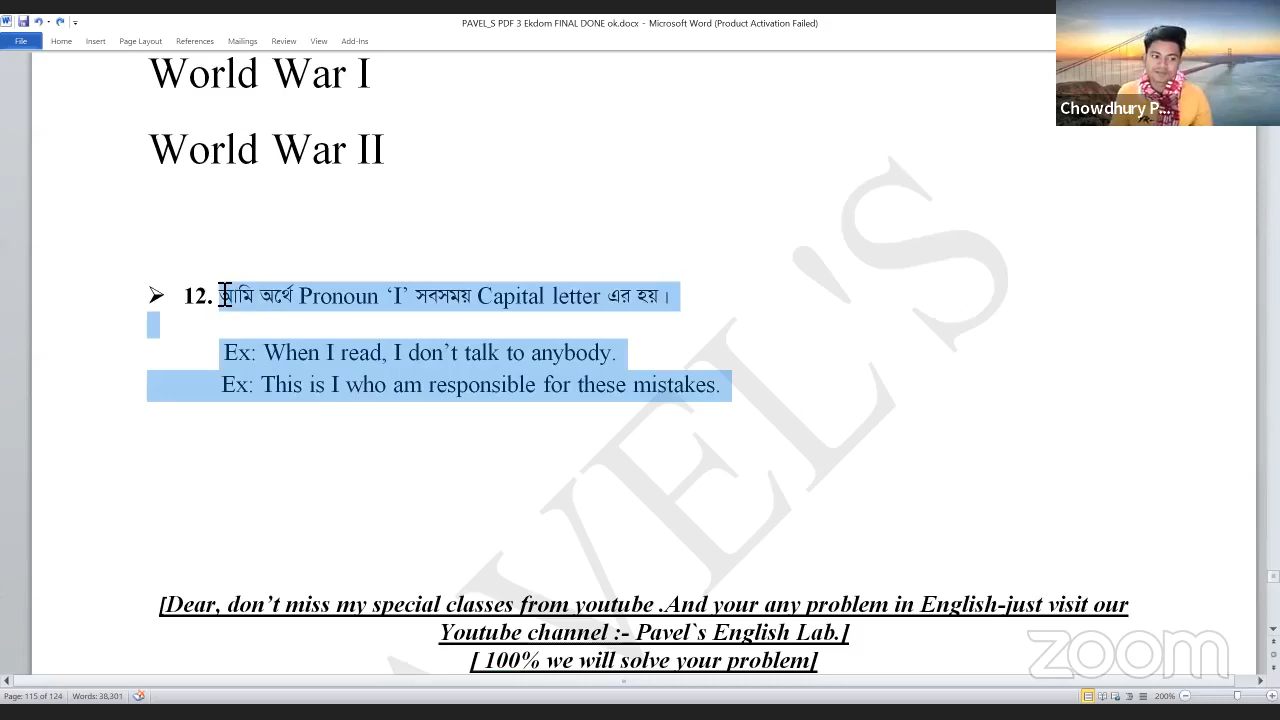 PAVEL_S PDF 3 Ekdom FINAL DONE ok.docx - Microsoft Word (Product Activation Failed)
File Home Insert Page Layout References Mailings Review View Add-Ins
World War I
World War II
Chowdhury P...
➢ 12. আমি অর্থে Pronoun ‘I’ সবসময় Capital letter এর হয়।
Ex: When I read, I don’t talk to anybody.
Ex: This is I who am responsible for these mistakes.
PAVEL'S
[Dear, don’t miss my special classes from youtube .And your any problem in English-just visit our
Youtube channel :- Pavel`s English Lab.]
[ 100% we will solve your problem]
zoom
Page: 115 of 124 Words: 38,301 200%